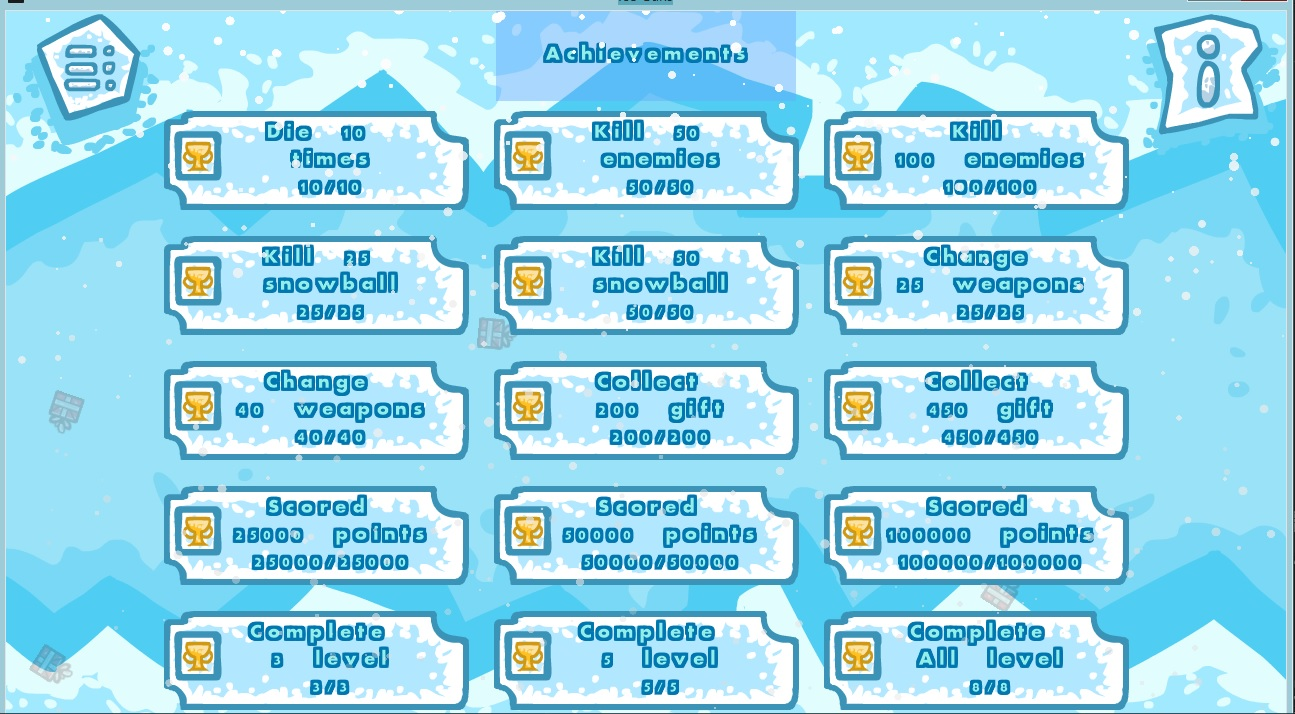 Achievements
Die 10
times
10/10
Kill 50
enemies
50/50
Kill
100 enemies
100/100
Kill 25
snowball
25/25
Kill 50
snowball
50/50
Change
25 weapons
25/25
Change
40 weapons
40/40
Collect
200 gift
200/200
Collect
450 gift
450/450
Scored
25000 points
25000/25000
Scored
50000 points
50000/50000
Scored
100000 points
100000/100000
Complete
3 level
3/3
Complete
5 level
5/5
Complete
All level
8/8